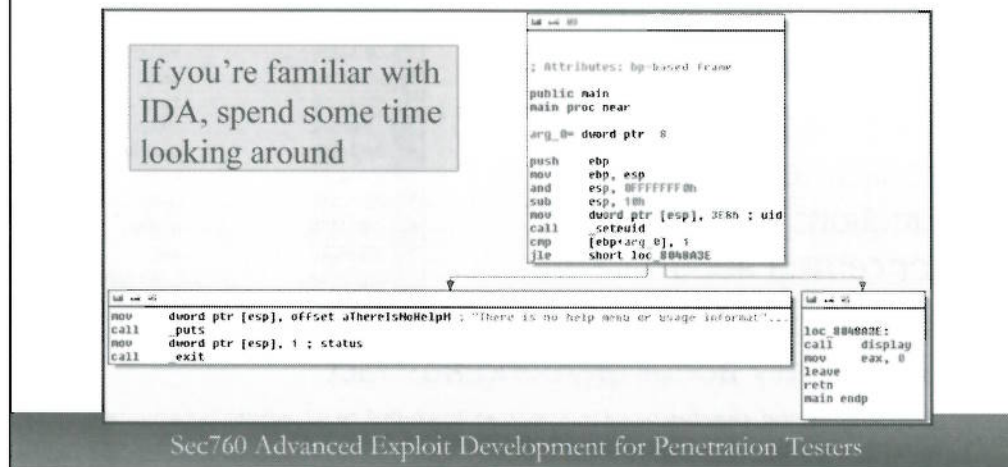 If you're familiar with
IDA, spend some time
looking around
; Attributes: bp-based frame
public main
main proc near
arg_0= dword ptr 8
push ebp
mov ebp, esp
and esp, 0FFFFFFF0h
sub esp, 10h
mov dword ptr [esp], 3E8h ; uid
call _seteuid
cmp [ebp+arg_0], 1
jle short loc_8048A3E
mov dword ptr [esp], offset aThereIsNoHelpM ; "There is no help menu or usage informat"...
call _puts
mov dword ptr [esp], 1 ; status
call _exit
loc_8048A3E:
call display
mov eax, 0
leave
retn
main endp
Sec760 Advanced Exploit Development for Penetration Testers